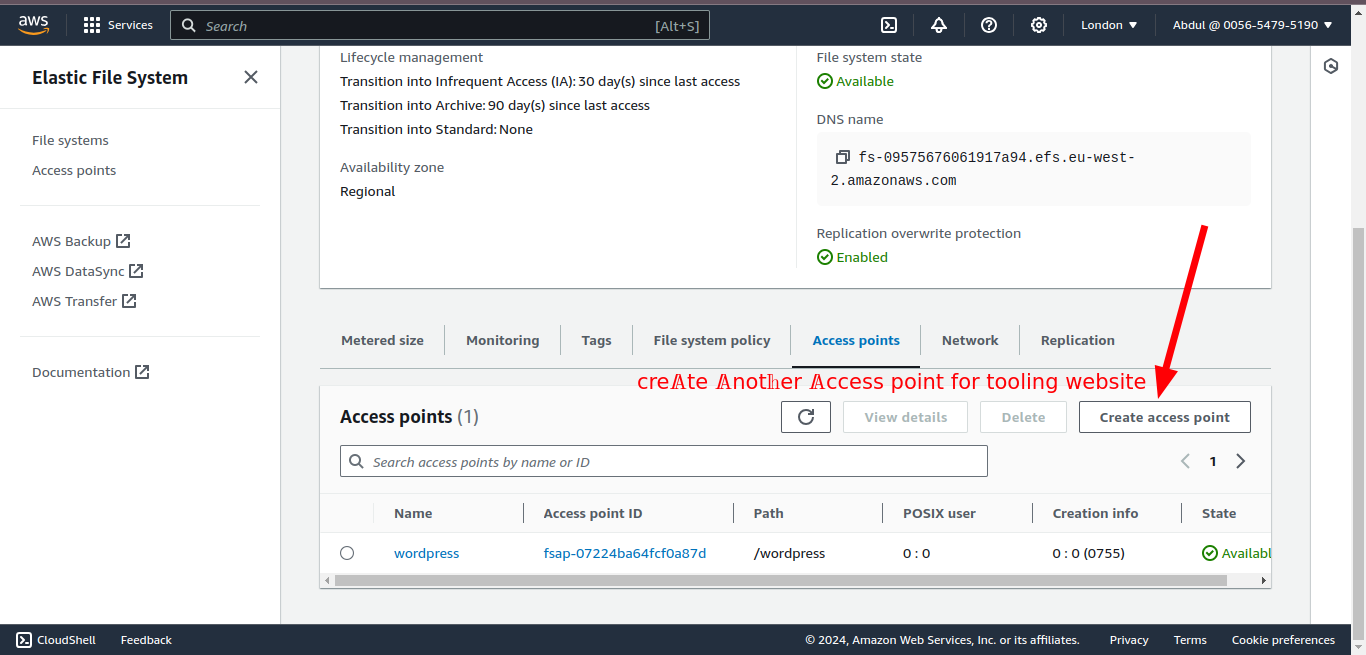 aws
Services
Search
[Alt+S]
London
Abdul @ 0056-5479-5190
Elastic File System
File systems
Access points
AWS Backup
AWS DataSync
AWS Transfer
Documentation
Lifecycle management
Transition into Infrequent Access (IA): 30 day(s) since last access
Transition into Archive: 90 day(s) since last access
Transition into Standard: None
Availability zone
Regional
File system state
Available
DNS name
fs-09575676061917a94.efs.eu-west-
2.amazonaws.com
Replication overwrite protection
Enabled
Metered size
Monitoring
Tags
File system policy
Access points
Network
Replication
creAte Another Access point for tooling website
Access points (1)
View details
Delete
Create access point
Search access points by name or ID
1
Name
Access point ID
Path
POSIX user
Creation info
State
wordpress
fsap-07224ba64fcf0a87d
/wordpress
0 : 0
0 : 0 (0755)
Availabl
CloudShell
Feedback
© 2024, Amazon Web Services, Inc. or its affiliates.
Privacy
Terms
Cookie preferences